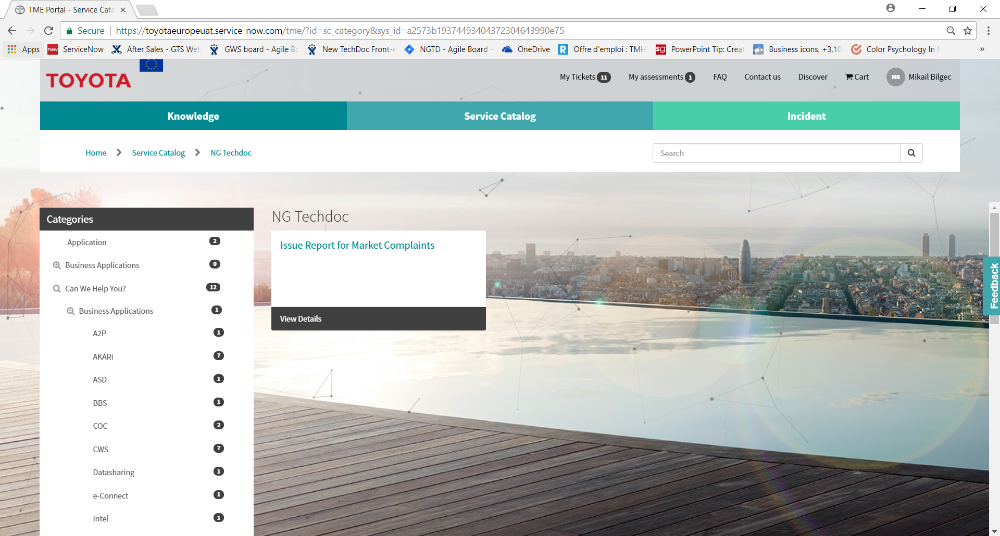 TME Portal - Service Cata
Secure https://toyotaeuropeuat.service-now.com/tme/?id=sc_category&sys_id=a2573b19374493404372304643990e75
Apps now ServiceNow After Sales - GTS Web GWS board - Agile Bo New TechDoc Front-e NGTD - Agile Board - OneDrive R Offre d'emploi : TMH sg PowerPoint Tip: Creat Business icons, +3,10 Color Psychology In
TOYOTA
My Tickets 11 My assessments 1 FAQ Contact us Discover Cart MB Mikail Bilgec
Knowledge Service Catalog Incident
Home Service Catalog NG Techdoc Search
Categories
Application 2
Business Applications 0
Can We Help You? 12
Business Applications 1
A2P 1
AKARi 7
ASD 1
BBS 1
COC 2
CWS 7
Datasharing 1
e-Connect 1
Intel 1
NG Techdoc
Issue Report for Market Complaints
View Details
Feedback